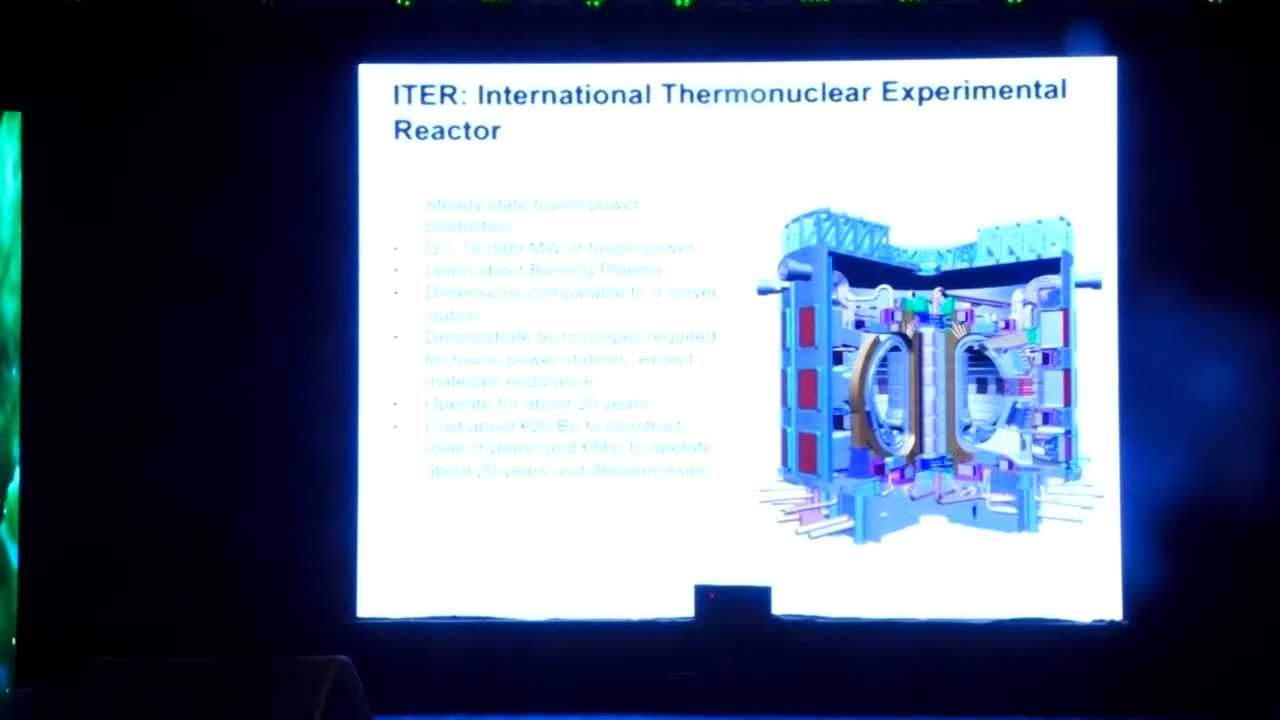 ITER: International Thermonuclear Experimental
Reactor
Steady state fusion power
production
· Q = 10 (500 MW of fusion power)
· Learn about Burning Plasma
· Dimensions comparable to a power
station
· Demonstrate technologies required
for fusion power stations, except
materials endurance
· Operate for about 20 years
· Cost about €20 Bn to construct
(over 9 years) and €5bn to operate
about 20 years and decommission